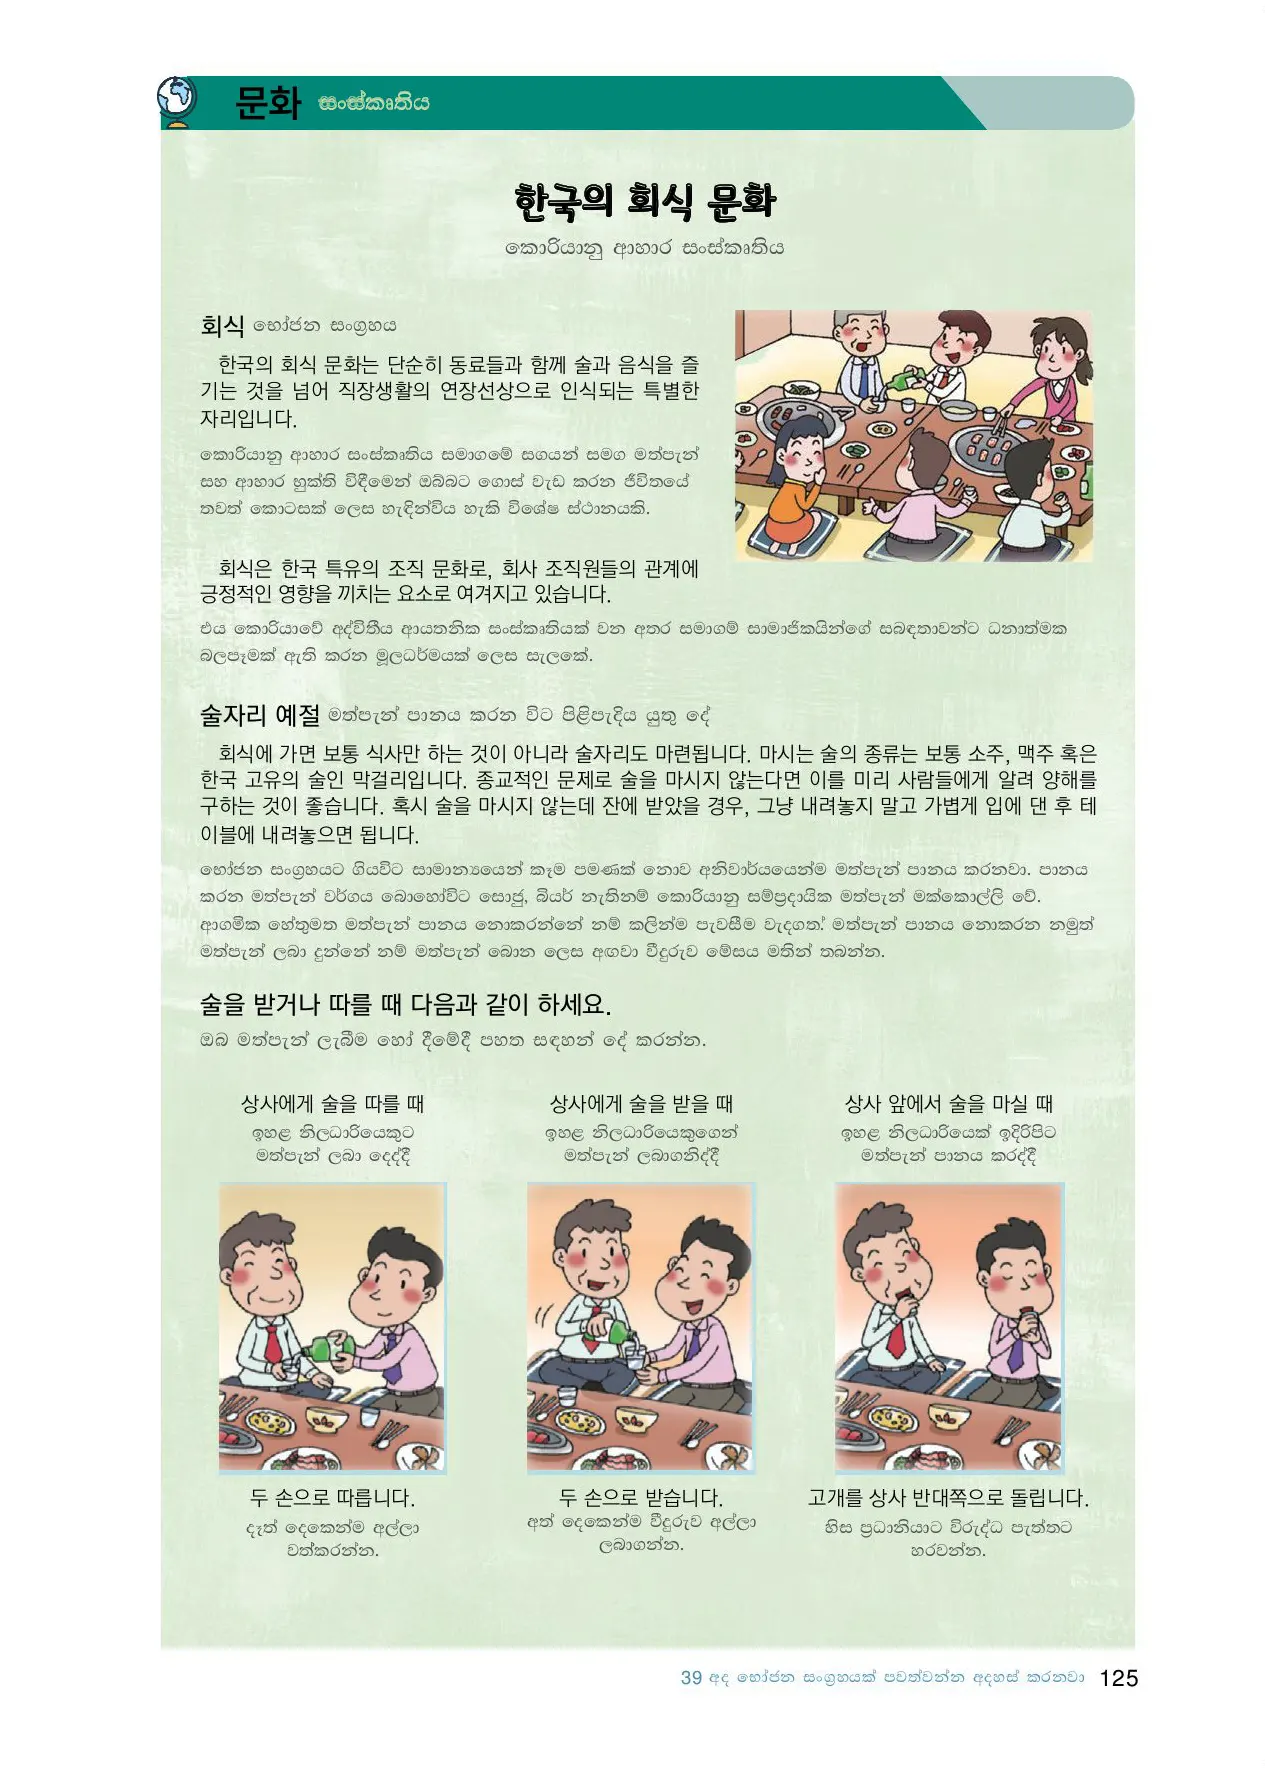 문화 සංස්කෘතිය
한국의 회식 문화
කොරියානු ආහාර සංස්කෘතිය
회식 භෝජන සංග්‍රහය
한국의 회식 문화는 단순히 동료들과 함께 술과 음식을 즐
기는 것을 넘어 직장생활의 연장선상으로 인식되는 특별한
자리입니다.
කොරියානු ආහාර සංස්කෘතිය සමාගමේ සගයන් සමග මත්පැන්
සහ ආහාර භුක්ති විඳීමෙන් ඔබ්බට ගොස් වැඩ කරන ජීවිතයේ
තවත් කොටසක් ලෙස හැඳින්විය හැකි විශේෂ ස්ථානයකි.
회식은 한국 특유의 조직 문화로, 회사 조직원들의 관계에
긍정적인 영향을 끼치는 요소로 여겨지고 있습니다.
එය කොරියාවේ අද්විතීය ආයතනික සංස්කෘතියක් වන අතර සමාගම් සාමාජිකයින්ගේ සබඳතාවන්ට ධනාත්මක
බලපෑමක් ඇති කරන මූලධර්මයක් ලෙස සැලකේ.
술자리 예절 මත්පැන් පානය කරන විට පිළිපැදිය යුතු දේ
회식에 가면 보통 식사만 하는 것이 아니라 술자리도 마련됩니다. 마시는 술의 종류는 보통 소주, 맥주 혹은
한국 고유의 술인 막걸리입니다. 종교적인 문제로 술을 마시지 않는다면 이를 미리 사람들에게 알려 양해를
구하는 것이 좋습니다. 혹시 술을 마시지 않는데 잔에 받았을 경우, 그냥 내려놓지 말고 가볍게 입에 댄 후 테
이블에 내려놓으면 됩니다.
භෝජන සංග්‍රහයට ගියවිට සාමාන්‍යයෙන් කෑම පමණක් නොව අනිවාර්යයෙන්ම මත්පැන් පානය කරනවා. පානය
කරන මත්පැන් වර්ගය බොහෝවිට සොජු, බියර් නැතිනම් කොරියානු සම්ප්‍රදායික මත්පැන් මක්කොල්ලි වේ.
ආගමික හේතුමත මත්පැන් පානය නොකරන්නේ නම් කලින්ම පැවසීම වැදගත්. මත්පැන් පානය නොකරන නමුත්
මත්පැන් ලබා දුන්නේ නම් මත්පැන් බොන ලෙස අඟවා වීදුරුව මේසය මතින් තබන්න.
술을 받거나 따를 때 다음과 같이 하세요.
ඔබ මත්පැන් ලැබීම හෝ දීමේදී පහත සඳහන් දේ කරන්න.
상사에게 술을 따를 때
ඉහළ නිලධාරියෙකුට
මත්පැන් ලබා දෙද්දී
상사에게 술을 받을 때
ඉහළ නිලධාරියෙකුගෙන්
මත්පැන් ලබාගනිද්දී
상사 앞에서 술을 마실 때
ඉහළ නිලධාරියෙක් ඉදිරිපිට
මත්පැන් පානය කරද්දී
두 손으로 따릅니다.
දෑත් දෙකෙන්ම අල්ලා
වත්කරන්න.
두 손으로 받습니다.
අත් දෙකෙන්ම වීදුරුව අල්ලා
ලබාගන්න.
고개를 상사 반대쪽으로 돌립니다.
හිස ප්‍රධානියාට විරුද්ධ පැත්තට
හරවන්න.
39 අද භෝජන සංග්‍රහයක් පවත්වන්න අදහස් කරනවා 125